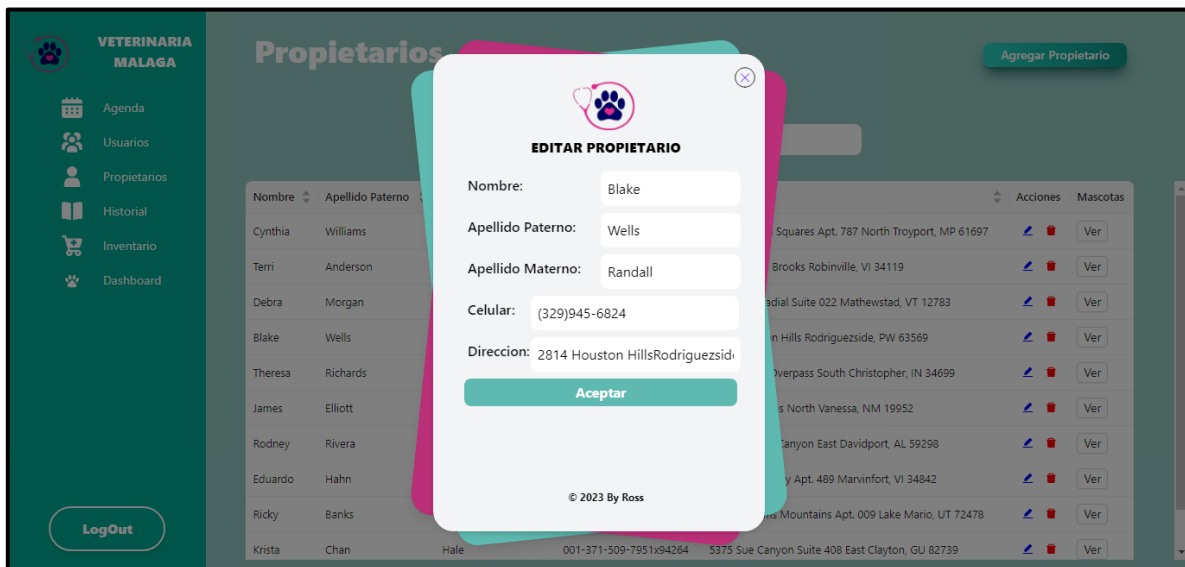 VETERINARIA
MALAGA
Agenda
Usuarios
Propietarios
Historial
Inventario
Dashboard
LogOut
Propietarios
Agregar Propietario
EDITAR PROPIETARIO
Nombre: Blake
Apellido Paterno: Wells
Apellido Materno: Randall
Celular: (329)945-6824
Direccion: 2814 Houston HillsRodriguezside
Aceptar
© 2023 By Ross
Nombre Apellido Paterno Acciones Mascotas
Cynthia Williams Squares Apt. 787 North Troyport, MP 61697 Ver
Terri Anderson Brooks Robinville, VI 34119 Ver
Debra Morgan Suite 022 Mathewstad, VT 12783 Ver
Blake Wells Hills Rodriguezside, PW 63569 Ver
Theresa Richards Overpass South Christopher, IN 34699 Ver
James Elliott North Vanessa, NM 19952 Ver
Rodney Rivera Canyon East Davidport, AL 59298 Ver
Eduardo Hahn Apt. 489 Marvinfort, VI 34842 Ver
Ricky Banks Mountains Apt. 009 Lake Mario, UT 72478 Ver
Krista Chan Hale 001-371-509-7951x94264 5375 Sue Canyon Suite 408 East Clayton, GU 82739 Ver